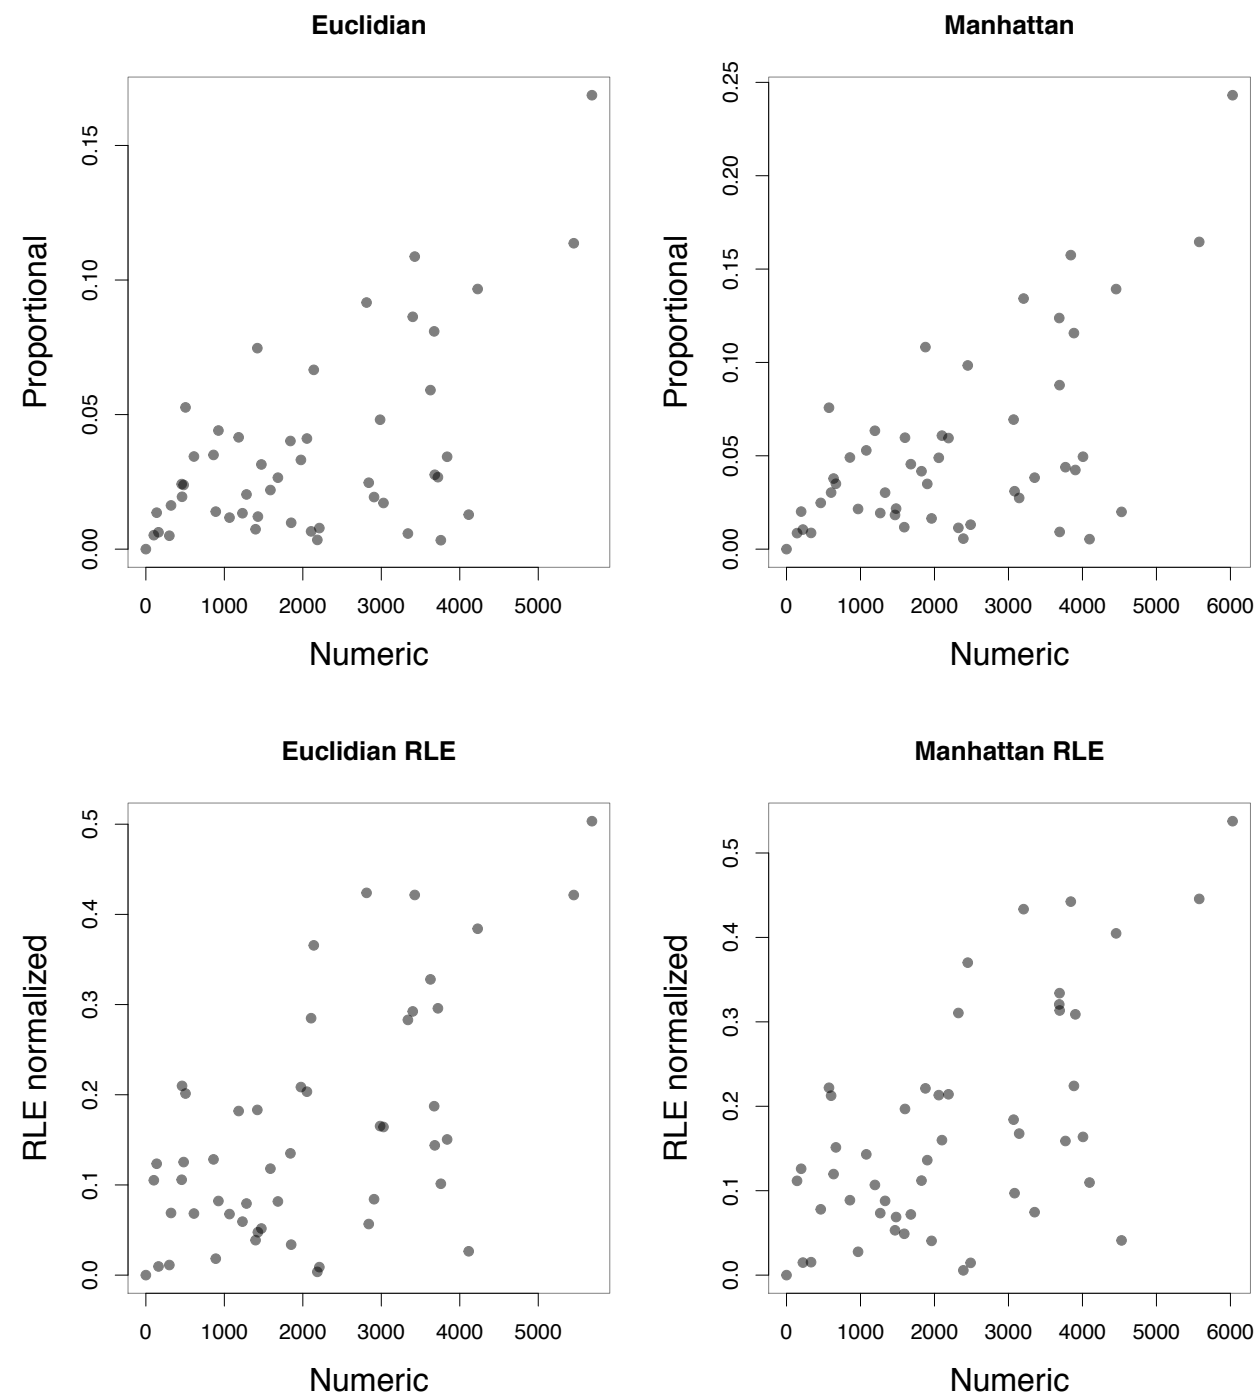 Euclidian
Proportional
0.00 0.05 0.10 0.15
0 1000 2000 3000 4000 5000
Numeric
Manhattan
Proportional
0.00 0.05 0.10 0.15 0.20 0.25
0 1000 2000 3000 4000 5000 6000
Numeric
Euclidian RLE
RLE normalized
0.0 0.1 0.2 0.3 0.4 0.5
0 1000 2000 3000 4000 5000
Numeric
Manhattan RLE
RLE normalized
0.0 0.1 0.2 0.3 0.4 0.5
0 1000 2000 3000 4000 5000 6000
Numeric